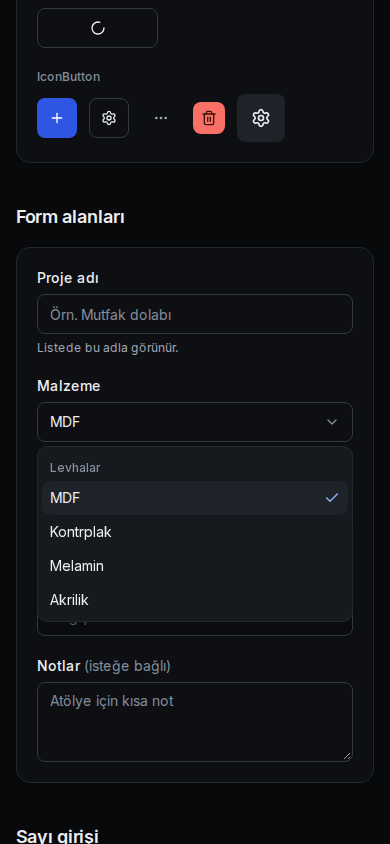 IconButton
Form alanları
Proje adı
Örn. Mutfak dolabı
Listede bu adla görünür.
Malzeme
MDF
Levhalar
MDF
Kontrplak
Melamin
Akrilik
Notlar (isteğe bağlı)
Atölye için kısa not
Sayı girişi